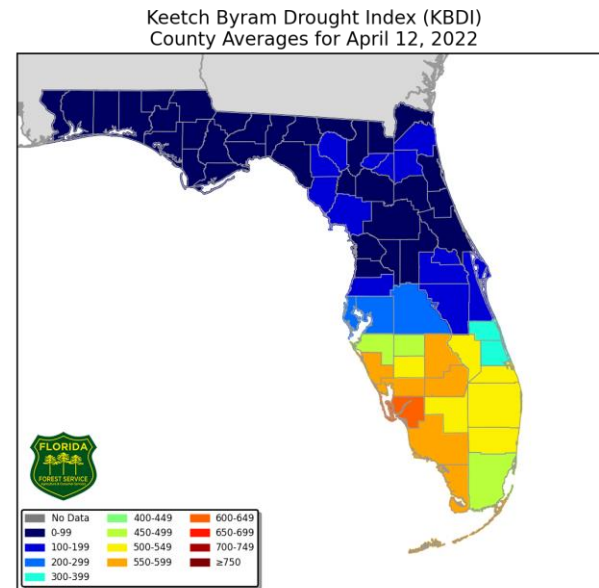 Keetch Byram Drought Index (KBDI)
County Averages for April 12, 2022
FLORIDA
FOREST SERVICE
No Data
0-99
100-199
200-299
300-399
400-449
450-499
500-549
550-599
600-649
650-699
700-749
≥750